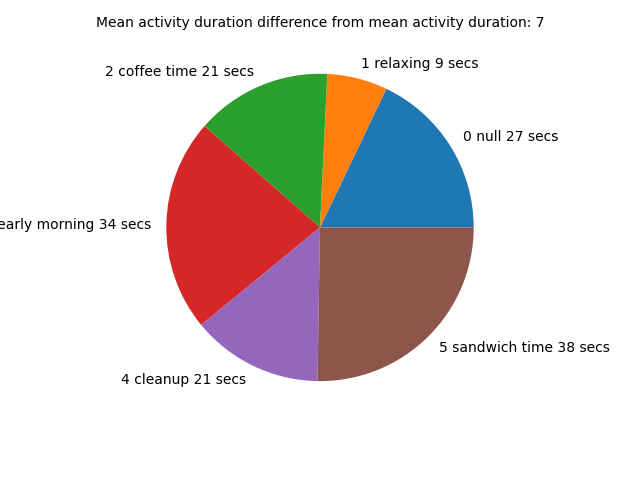 Mean activity duration difference from mean activity duration: 7
1 relaxing 9 secs
2 coffee time 21 secs
0 null 27 secs
early morning 34 secs
5 sandwich time 38 secs
4 cleanup 21 secs